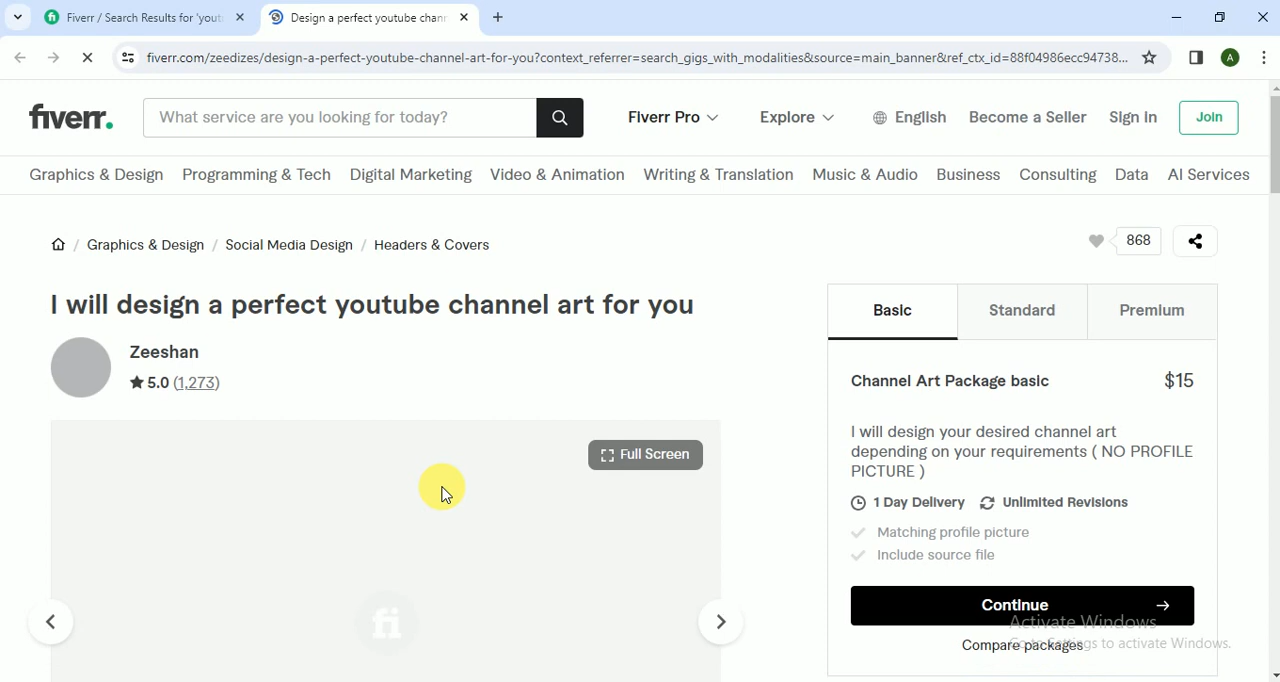 Fiverr / Search Results for 'yout
Design a perfect youtube chan
fiverr.com/zeedizes/design-a-perfect-youtube-channel-art-for-you?context_referrer=search_gigs_with_modalities&source=main_banner&ref_ctx_id=88f04986ecc94738...
A
fiverr.
What service are you looking for today?
Fiverr Pro
Explore
English
Become a Seller
Sign In
Join
Graphics & Design
Programming & Tech
Digital Marketing
Video & Animation
Writing & Translation
Music & Audio
Business
Consulting
Data
AI Services
/ Graphics & Design / Social Media Design / Headers & Covers
868
I will design a perfect youtube channel art for you
Zeeshan
5.0 (1,273)
Full Screen
fi
Basic
Standard
Premium
Channel Art Package basic
$15
I will design your desired channel art
depending on your requirements ( NO PROFILE
PICTURE )
1 Day Delivery
Unlimited Revisions
Matching profile picture
Include source file
Continue
Activate Windows
Compare packages
Go to Settings to activate Windows.